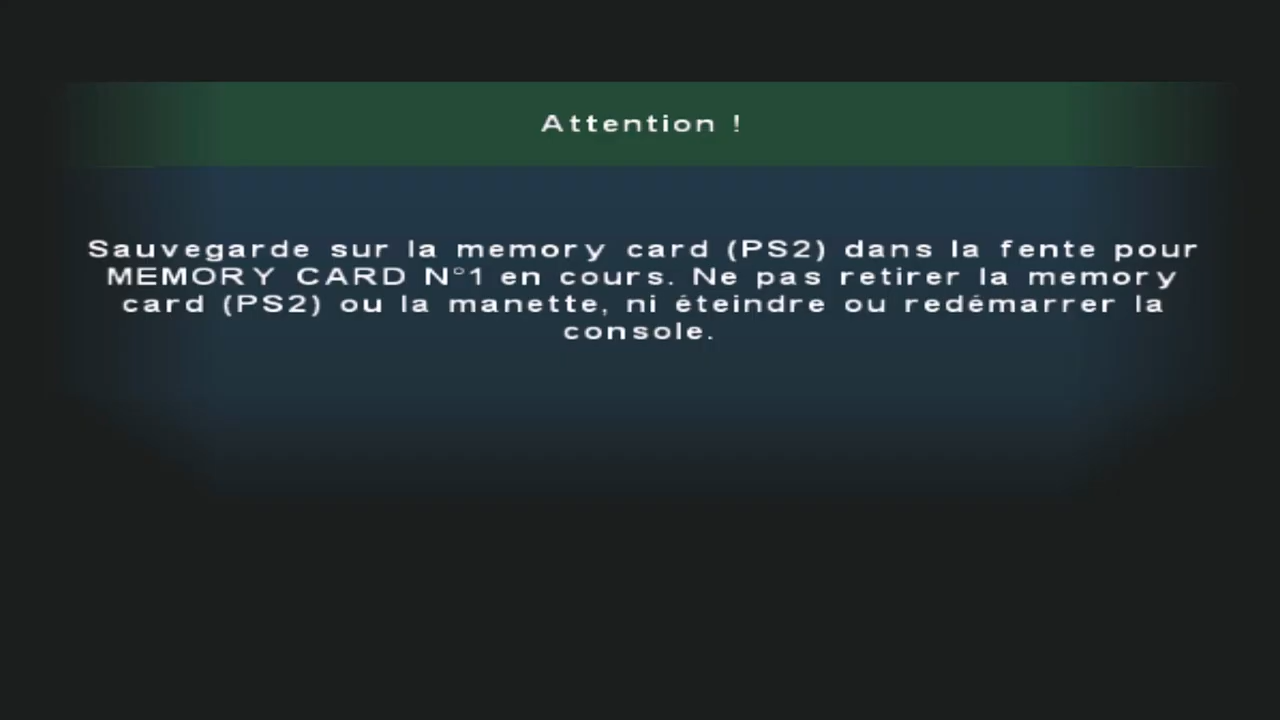 Attention !
Sauvegarde sur la memory card (PS2) dans la fente pour
MEMORY CARD N°1 en cours. Ne pas retirer la memory
card (PS2) ou la manette, ni éteindre ou redémarrer la
console.